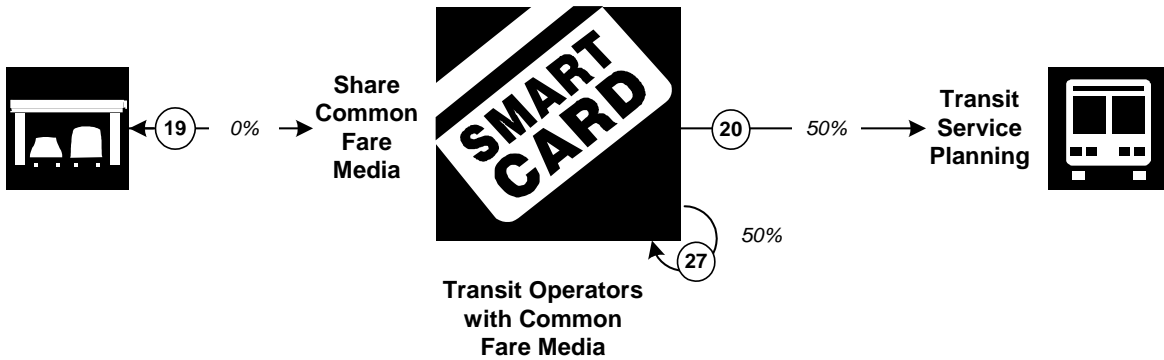 19
0%
Share
Common
Fare
Media
SMART
CARD
20
50%
Transit
Service
Planning
27
50%
Transit Operators
with Common
Fare Media